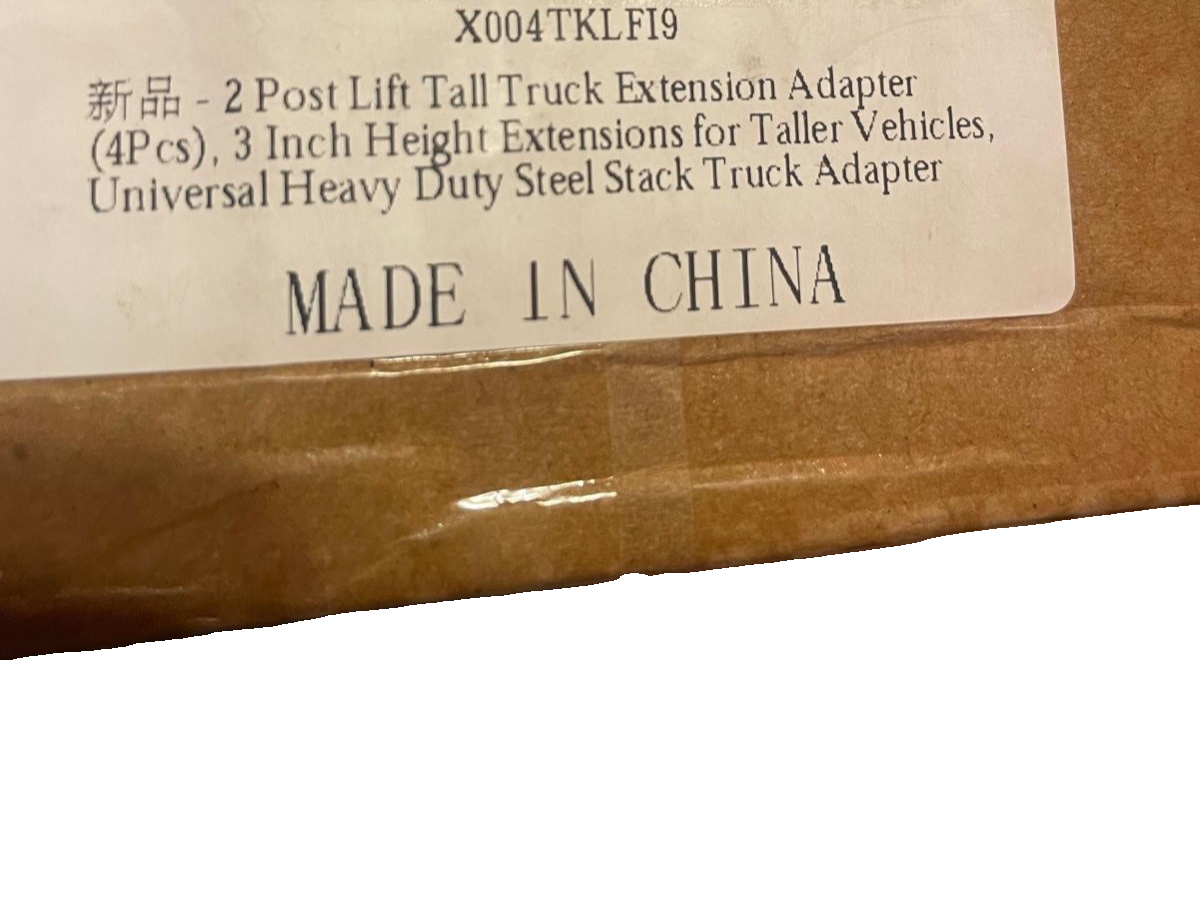 X004TKLFI9
新品 - 2 Post Lift Tall Truck Extension Adapter
(4Pcs), 3 Inch Height Extensions for Taller Vehicles,
Universal Heavy Duty Steel Stack Truck Adapter
MADE IN CHINA